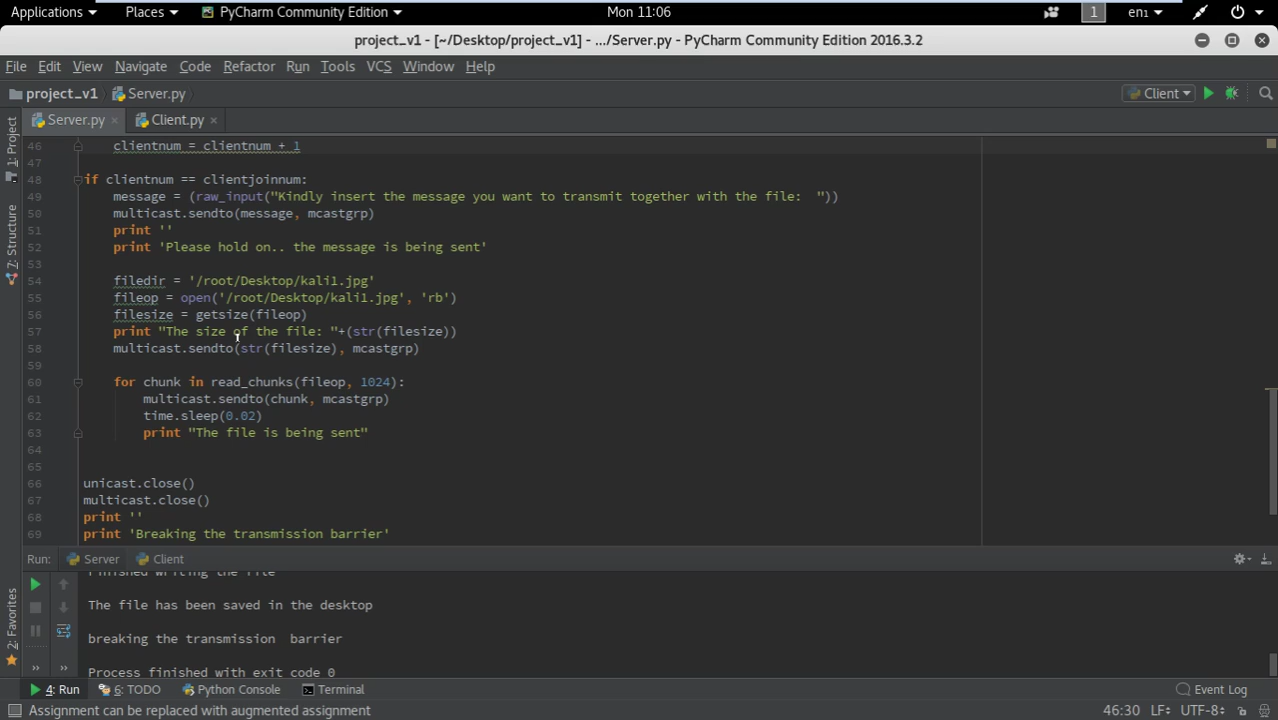 Applications Places PyCharm Community Edition Mon 11:06 1 en1
project_v1 - [~/Desktop/project_v1] - .../Server.py - PyCharm Community Edition 2016.3.2
File Edit View Navigate Code Refactor Run Tools VCS Window Help
project_v1 Server.py Client
Server.py Client.py
1: Project
7: Structure
2: Favorites
46 clientnum = clientnum + 1
47
48 if clientnum == clientjoinnum:
49 message = (raw_input("Kindly insert the message you want to transmit together with the file:  "))
50 multicast.sendto(message, mcastgrp)
51 print ''
52 print 'Please hold on.. the message is being sent'
53
54 filedir = '/root/Desktop/kali1.jpg'
55 fileop = open('/root/Desktop/kali1.jpg', 'rb')
56 filesize = getsize(fileop)
57 print "The size of the file: "+(str(filesize))
58 multicast.sendto(str(filesize), mcastgrp)
59
60 for chunk in read_chunks(fileop, 1024):
61 multicast.sendto(chunk, mcastgrp)
62 time.sleep(0.02)
63 print "The file is being sent"
64
65
66 unicast.close()
67 multicast.close()
68 print ''
69 print 'Breaking the transmission barrier'
Run: Server Client
Finished writing the file
The file has been saved in the desktop
breaking the transmission  barrier
Process finished with exit code 0
4: Run 6: TODO Python Console Terminal Event Log
Assignment can be replaced with augmented assignment 46:30 LF÷ UTF-8÷